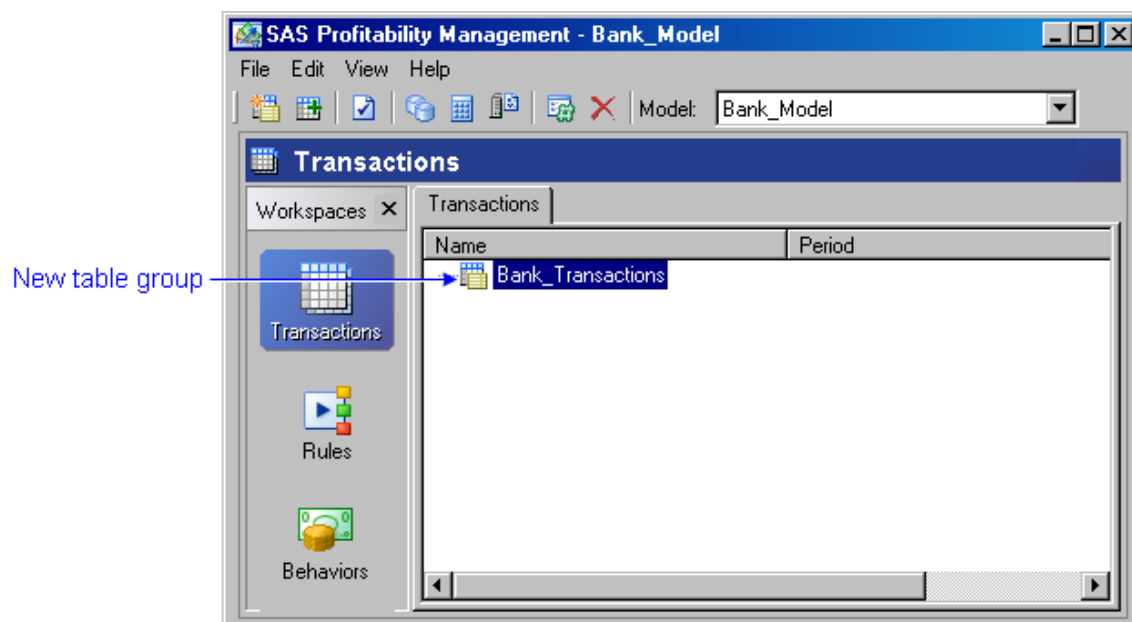 SAS Profitability Management - Bank_Model
File Edit View Help
Model: Bank_Model
Transactions
Workspaces
Transactions
Name Period
New table group
Bank_Transactions
Transactions
Rules
Behaviors